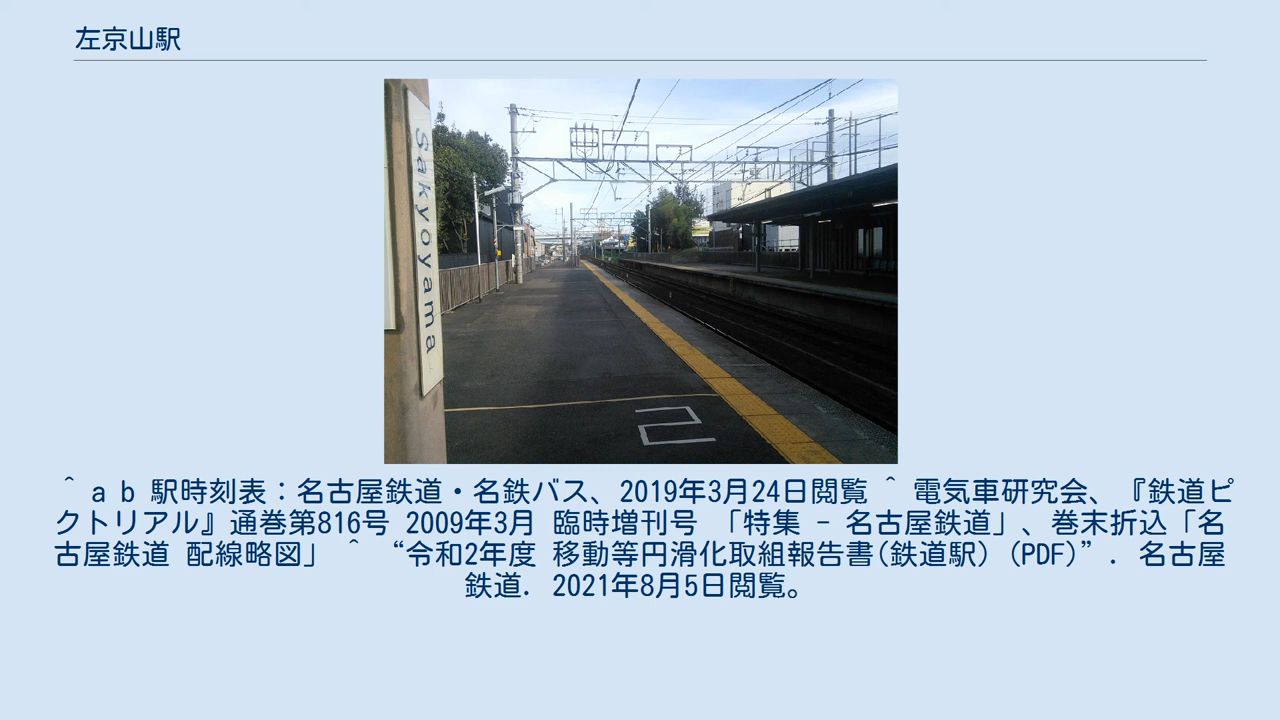 左京山駅
Sakyoyama
2
^ a b 駅時刻表：名古屋鉄道・名鉄バス、2019年3月24日閲覧 ^ 電気車研究会、『鉄道ピ
クトリアル』通巻第816号 2009年3月 臨時増刊号 「特集 - 名古屋鉄道」、巻末折込「名
古屋鉄道 配線略図」 ^ “令和2年度 移動等円滑化取組報告書(鉄道駅) (PDF)”. 名古屋
鉄道. 2021年8月5日閲覧。